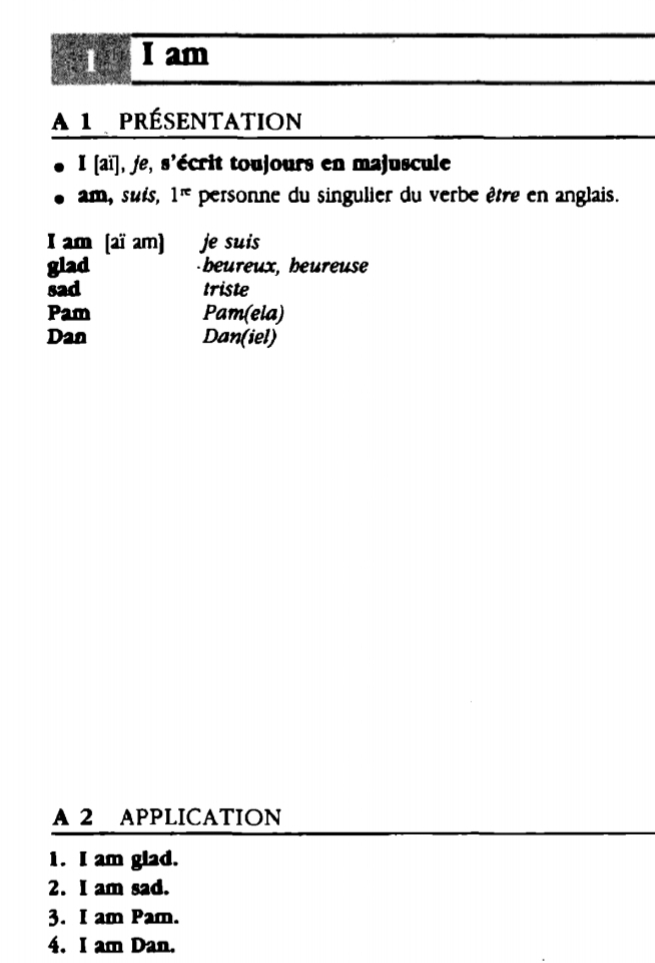 1 I am
A 1 PRÉSENTATION
• I [aï], je, s'écrit toujours en majuscule
• am, suis, 1re personne du singulier du verbe être en anglais.
I am [aï am] je suis
glad heureux, heureuse
sad triste
Pam Pam(ela)
Dan Dan(iel)
A 2 APPLICATION
1. I am glad.
2. I am sad.
3. I am Pam.
4. I am Dan.